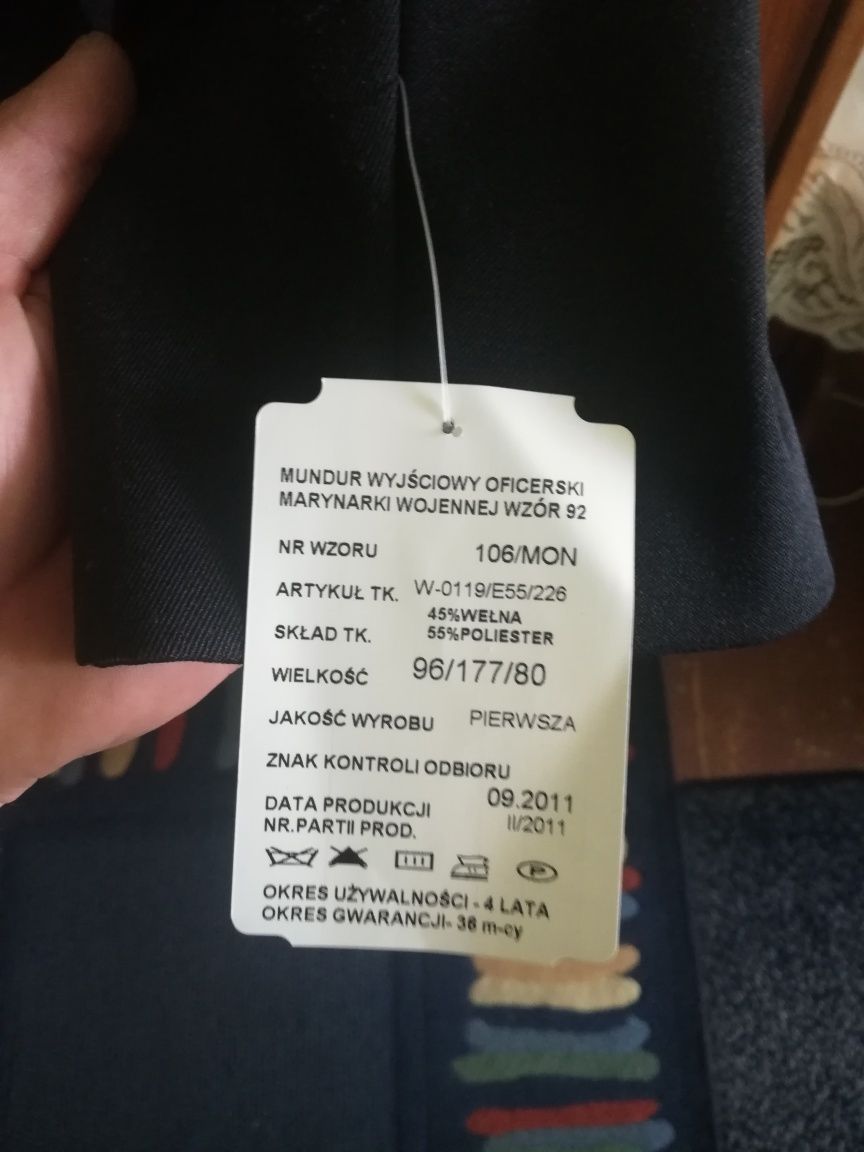 MUNDUR WYJŚCIOWY OFICERSKI
MARYNARKI WOJENNEJ WZÓR 92
NR WZORU 106/MON
ARTYKUŁ TK. W-0119/E55/226
SKŁAD TK. 45%WEŁNA
55%POLIESTER
WIELKOŚĆ 96/177/80
JAKOŚĆ WYROBU PIERWSZA
ZNAK KONTROLI ODBIORU
DATA PRODUKCJI 09.2011
NR.PARTII PROD. II/2011
P
OKRES UŻYWALNOŚCI - 4 LATA
OKRES GWARANCJI- 36 m-cy